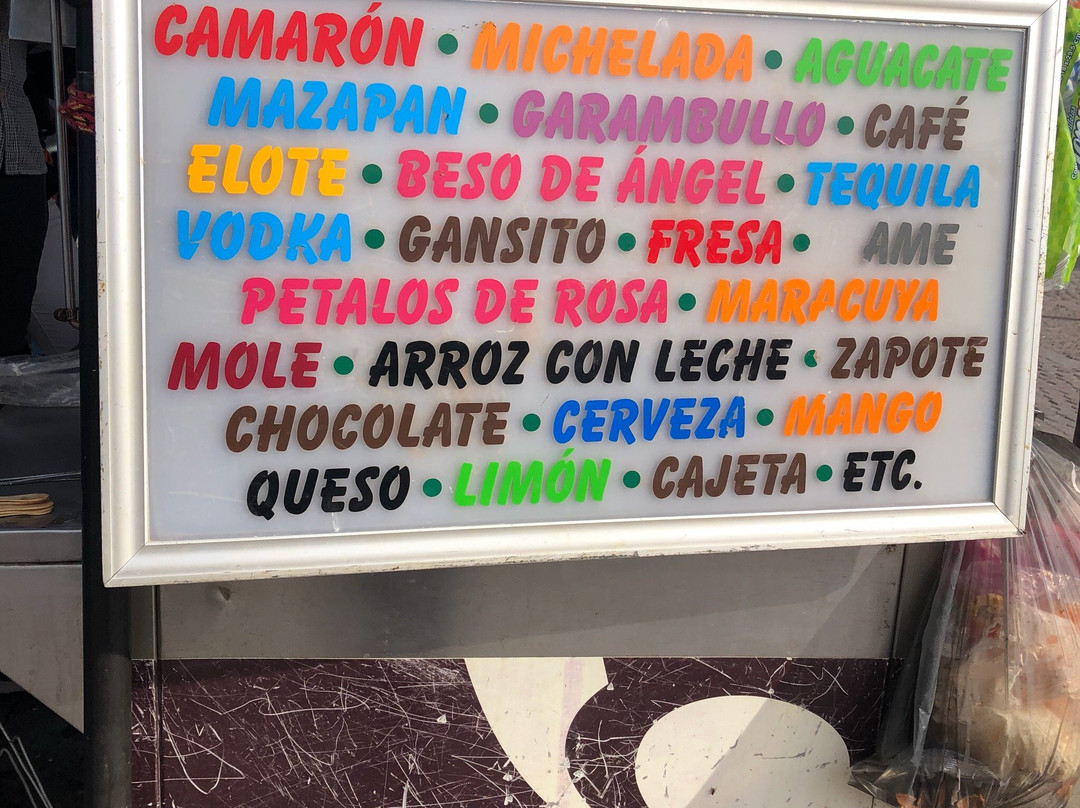 CAMARÓN • MICHELADA • AGUACATE
MAZAPAN • GARAMBULLO • CAFÉ
ELOTE • BESO DE ÁNGEL • TEQUILA
VODKA • GANSITO • FRESA • AME
PETALOS DE ROSA • MARACUYA
MOLE • ARROZ CON LECHE • ZAPOTE
CHOCOLATE • CERVEZA • MANGO
QUESO • LIMÓN • CAJETA • ETC.